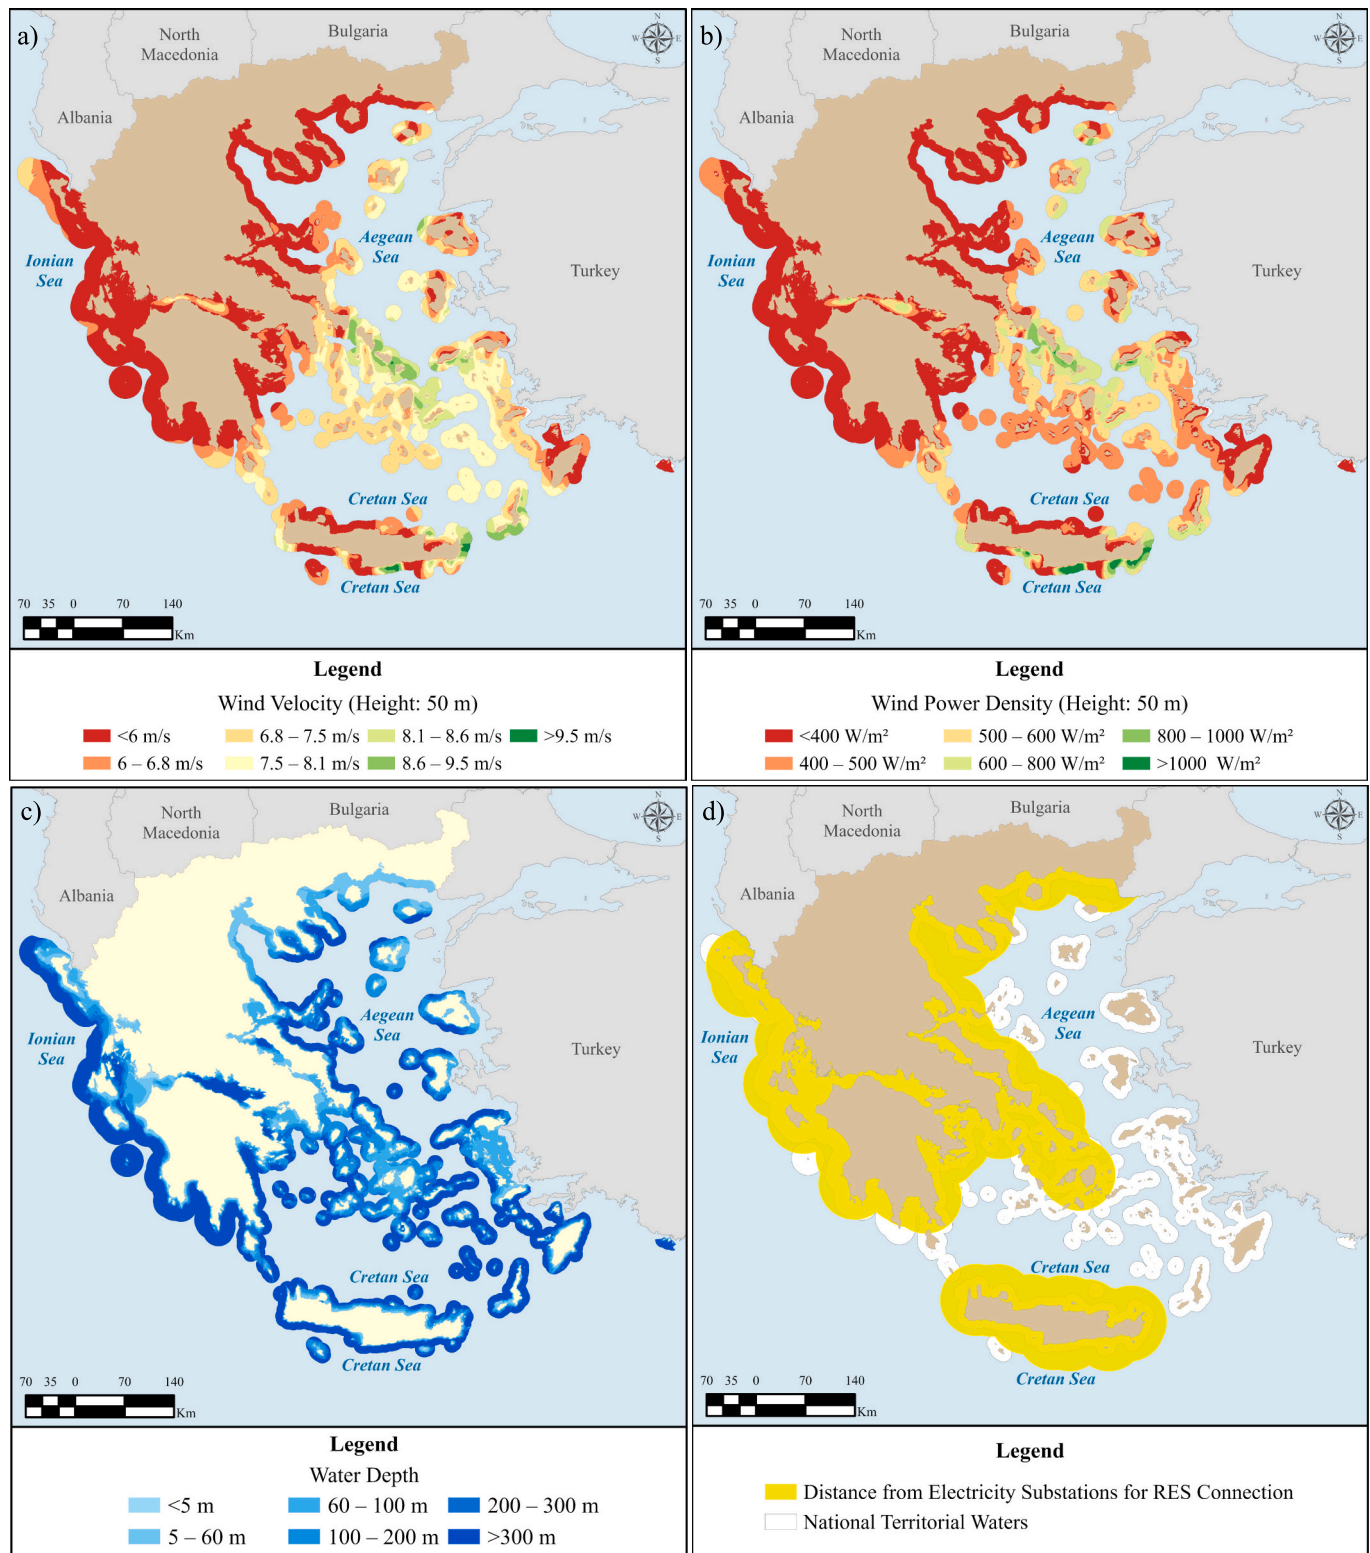 a)
North
Macedonia
Bulgaria
N
W E
S
Albania
Ionian
Sea
Aegean
Sea
Turkey
Cretan Sea
Cretan Sea
70 35 0 70 140
Km
Legend
Wind Velocity (Height: 50 m)
<6 m/s
6.8 – 7.5 m/s
8.1 – 8.6 m/s
>9.5 m/s
6 – 6.8 m/s
7.5 – 8.1 m/s
8.6 – 9.5 m/s
b)
North
Macedonia
Bulgaria
N
W E
S
Albania
Ionian
Sea
Aegean
Sea
Turkey
Cretan Sea
Cretan Sea
70 35 0 70 140
Km
Legend
Wind Power Density (Height: 50 m)
<400 W/m²
500 – 600 W/m²
800 – 1000 W/m²
400 – 500 W/m²
600 – 800 W/m²
>1000 W/m²
c)
North
Macedonia
Bulgaria
N
W E
S
Albania
Ionian
Sea
Aegean
Sea
Turkey
Cretan Sea
Cretan Sea
70 35 0 70 140
Km
Legend
Water Depth
<5 m
60 – 100 m
200 – 300 m
5 – 60 m
100 – 200 m
>300 m
d)
North
Macedonia
Bulgaria
N
W E
S
Albania
Ionian
Sea
Aegean
Sea
Turkey
Cretan Sea
Cretan Sea
70 35 0 70 140
Km
Legend
Distance from Electricity Substations for RES Connection
National Territorial Waters